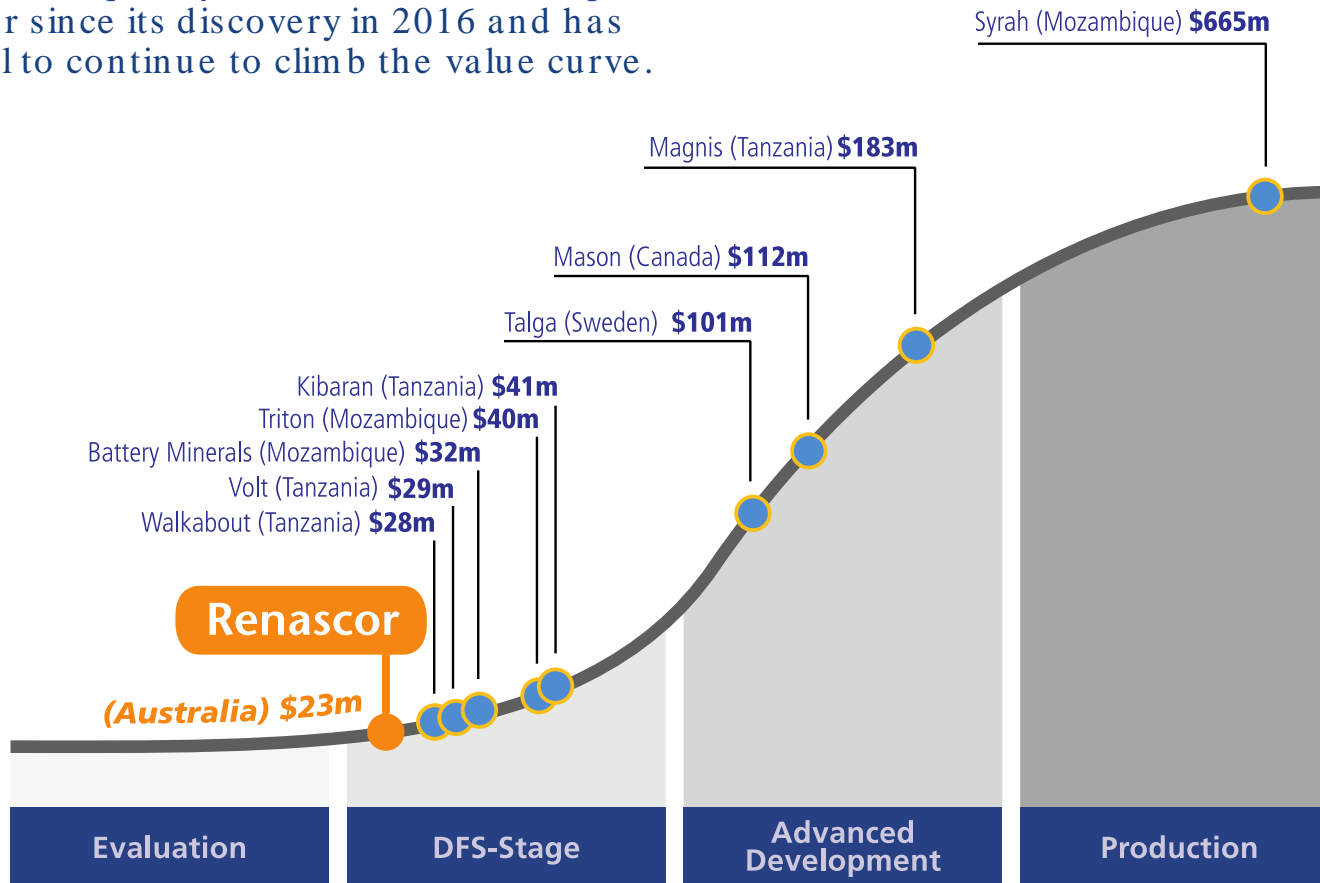 r since its discovery in 2016 and has
l to continue to climb the value curve.
Syrah (Mozambique) $665m
Magnis (Tanzania) $183m
Mason (Canada) $112m
Talga (Sweden) $101m
Kibaran (Tanzania) $41m
Triton (Mozambique) $40m
Battery Minerals (Mozambique) $32m
Volt (Tanzania) $29m
Walkabout (Tanzania) $28m
Renascor
(Australia) $23m
Evaluation
DFS-Stage
Advanced
Development
Production